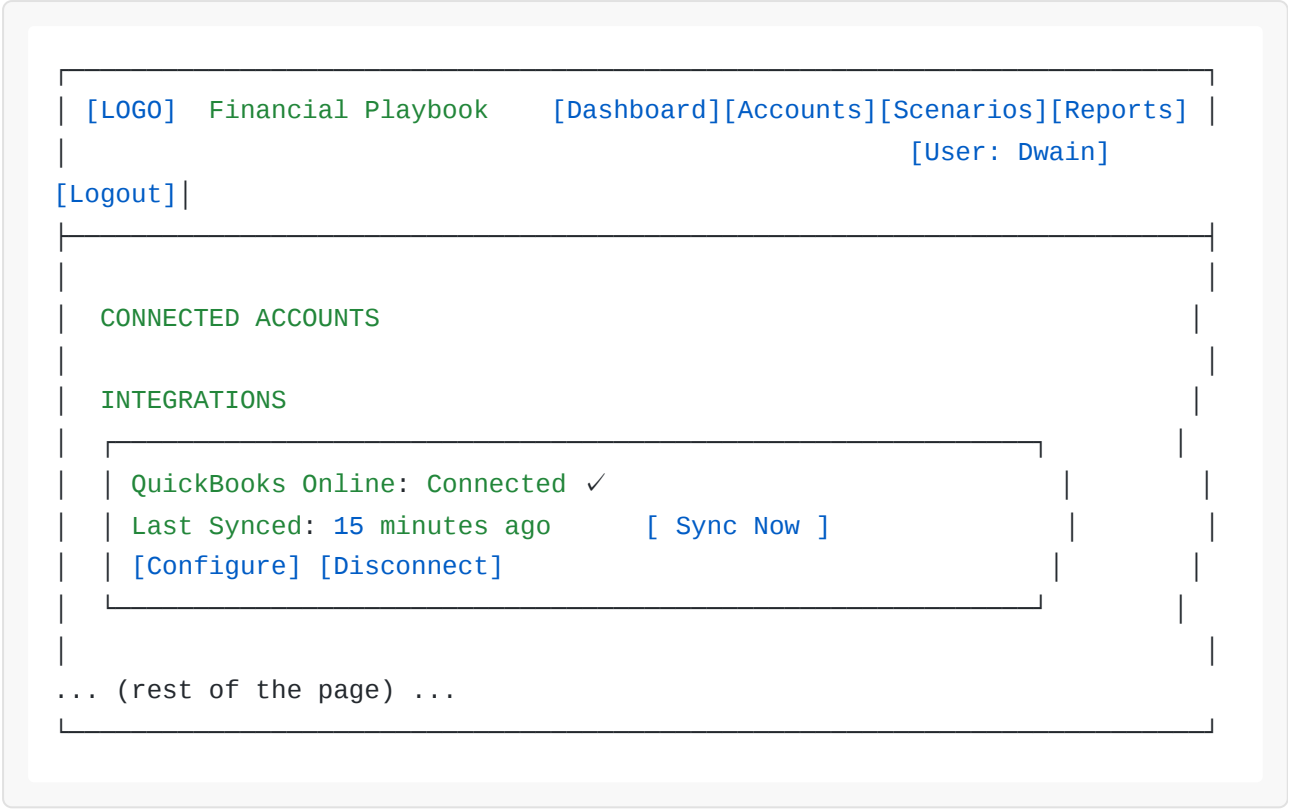 [LOGO] Financial Playbook [Dashboard][Accounts][Scenarios][Reports]
[User: Dwain]
[Logout]
CONNECTED ACCOUNTS
INTEGRATIONS
QuickBooks Online: Connected ✓
Last Synced: 15 minutes ago [ Sync Now ]
[Configure] [Disconnect]
... (rest of the page) ...